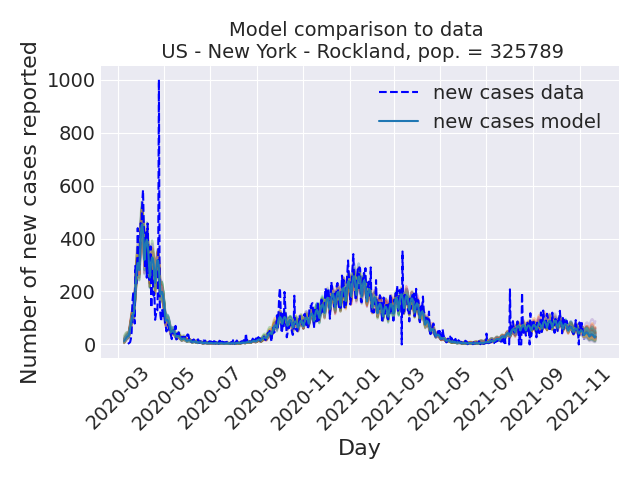 Model comparison to data
US - New York - Rockland, pop. = 325789
Number of new cases reported
1000
800
600
400
200
0
new cases data
new cases model
2020-03
2020-05
2020-07
2020-09
2020-11
2021-01
2021-03
2021-05
2021-07
2021-09
2021-11
Day